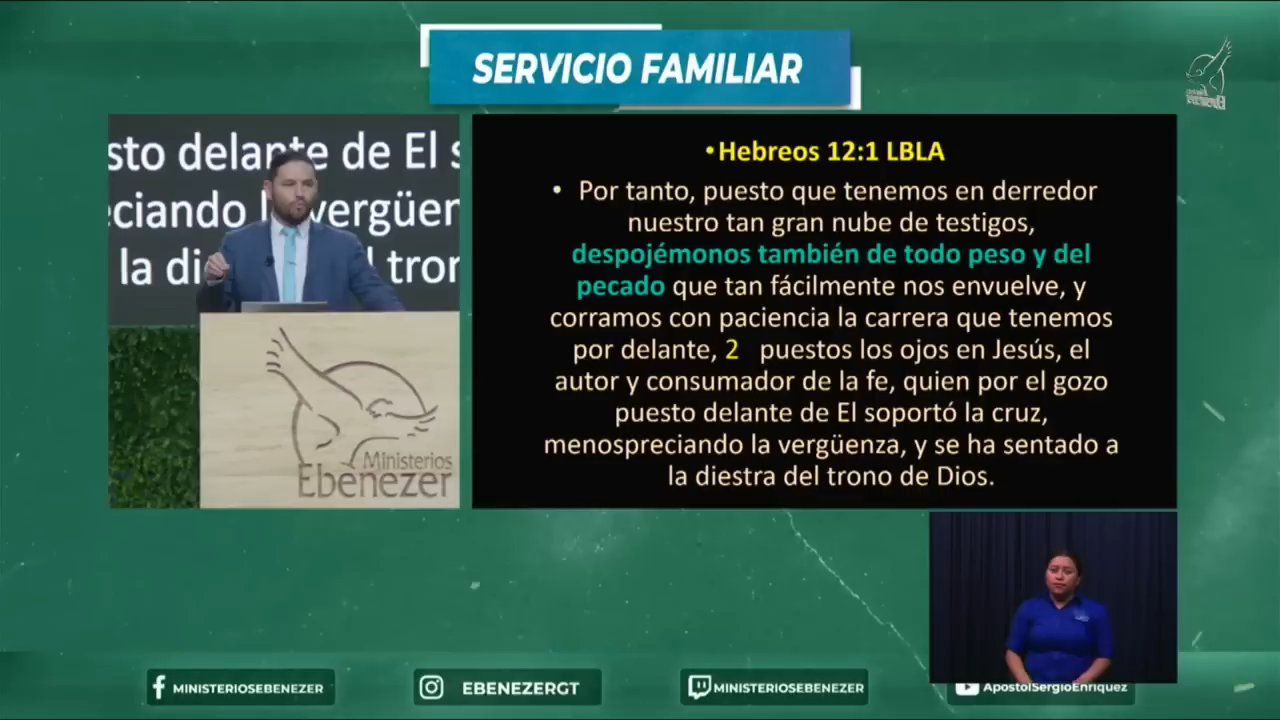 SERVICIO FAMILIAR
sto delante de El s
eciando la vergüen
la di
l tron
Ministerios
Ebenezer
•Hebreos 12:1 LBLA
• Por tanto, puesto que tenemos en derredor
nuestro tan gran nube de testigos,
despojémonos también de todo peso y del
pecado que tan fácilmente nos envuelve, y
corramos con paciencia la carrera que tenemos
por delante, 2 puestos los ojos en Jesús, el
autor y consumador de la fe, quien por el gozo
puesto delante de El soportó la cruz,
menospreciando la vergüenza, y se ha sentado a
la diestra del trono de Dios.
MINISTERIOSEBENEZER
EBENEZERGT
MINISTERIOSEBENEZER
ApostolSergioEnriquez